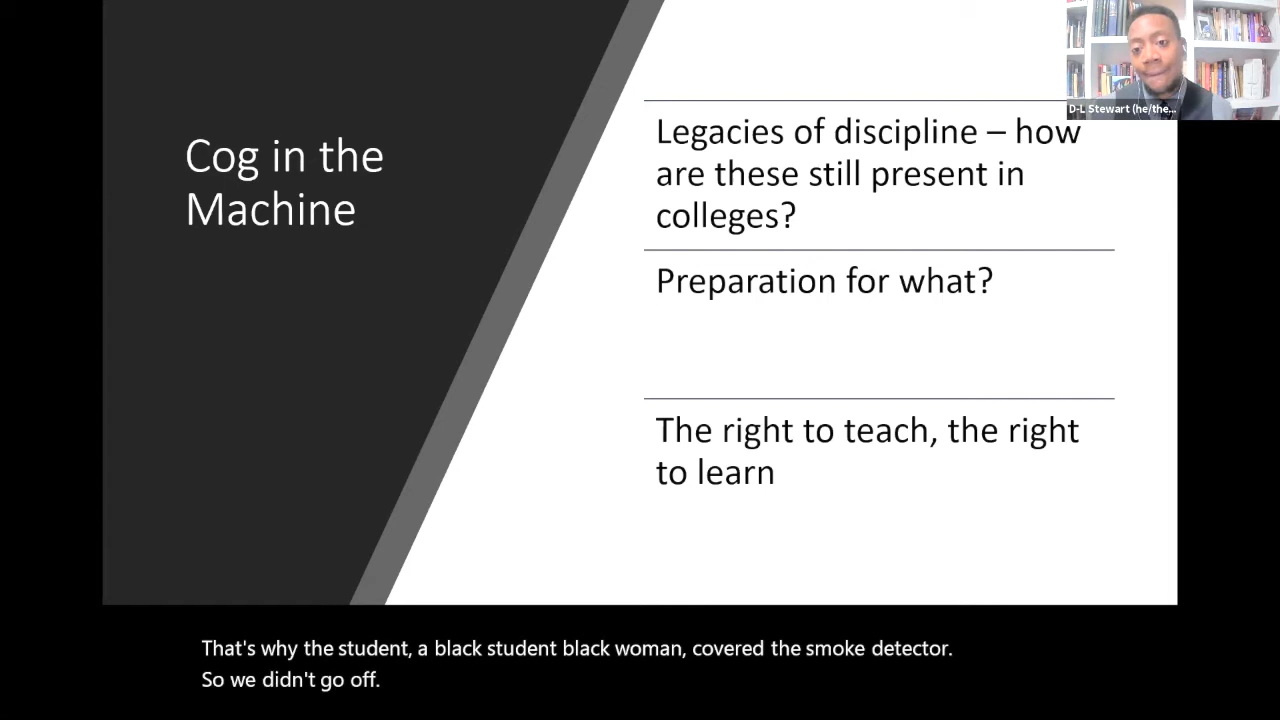 Cog in the
Machine
D-L Stewart (he/the...
Legacies of discipline – how
are these still present in
colleges?
Preparation for what?
The right to teach, the right
to learn
That's why the student, a black student black woman, covered the smoke detector.
So we didn't go off.